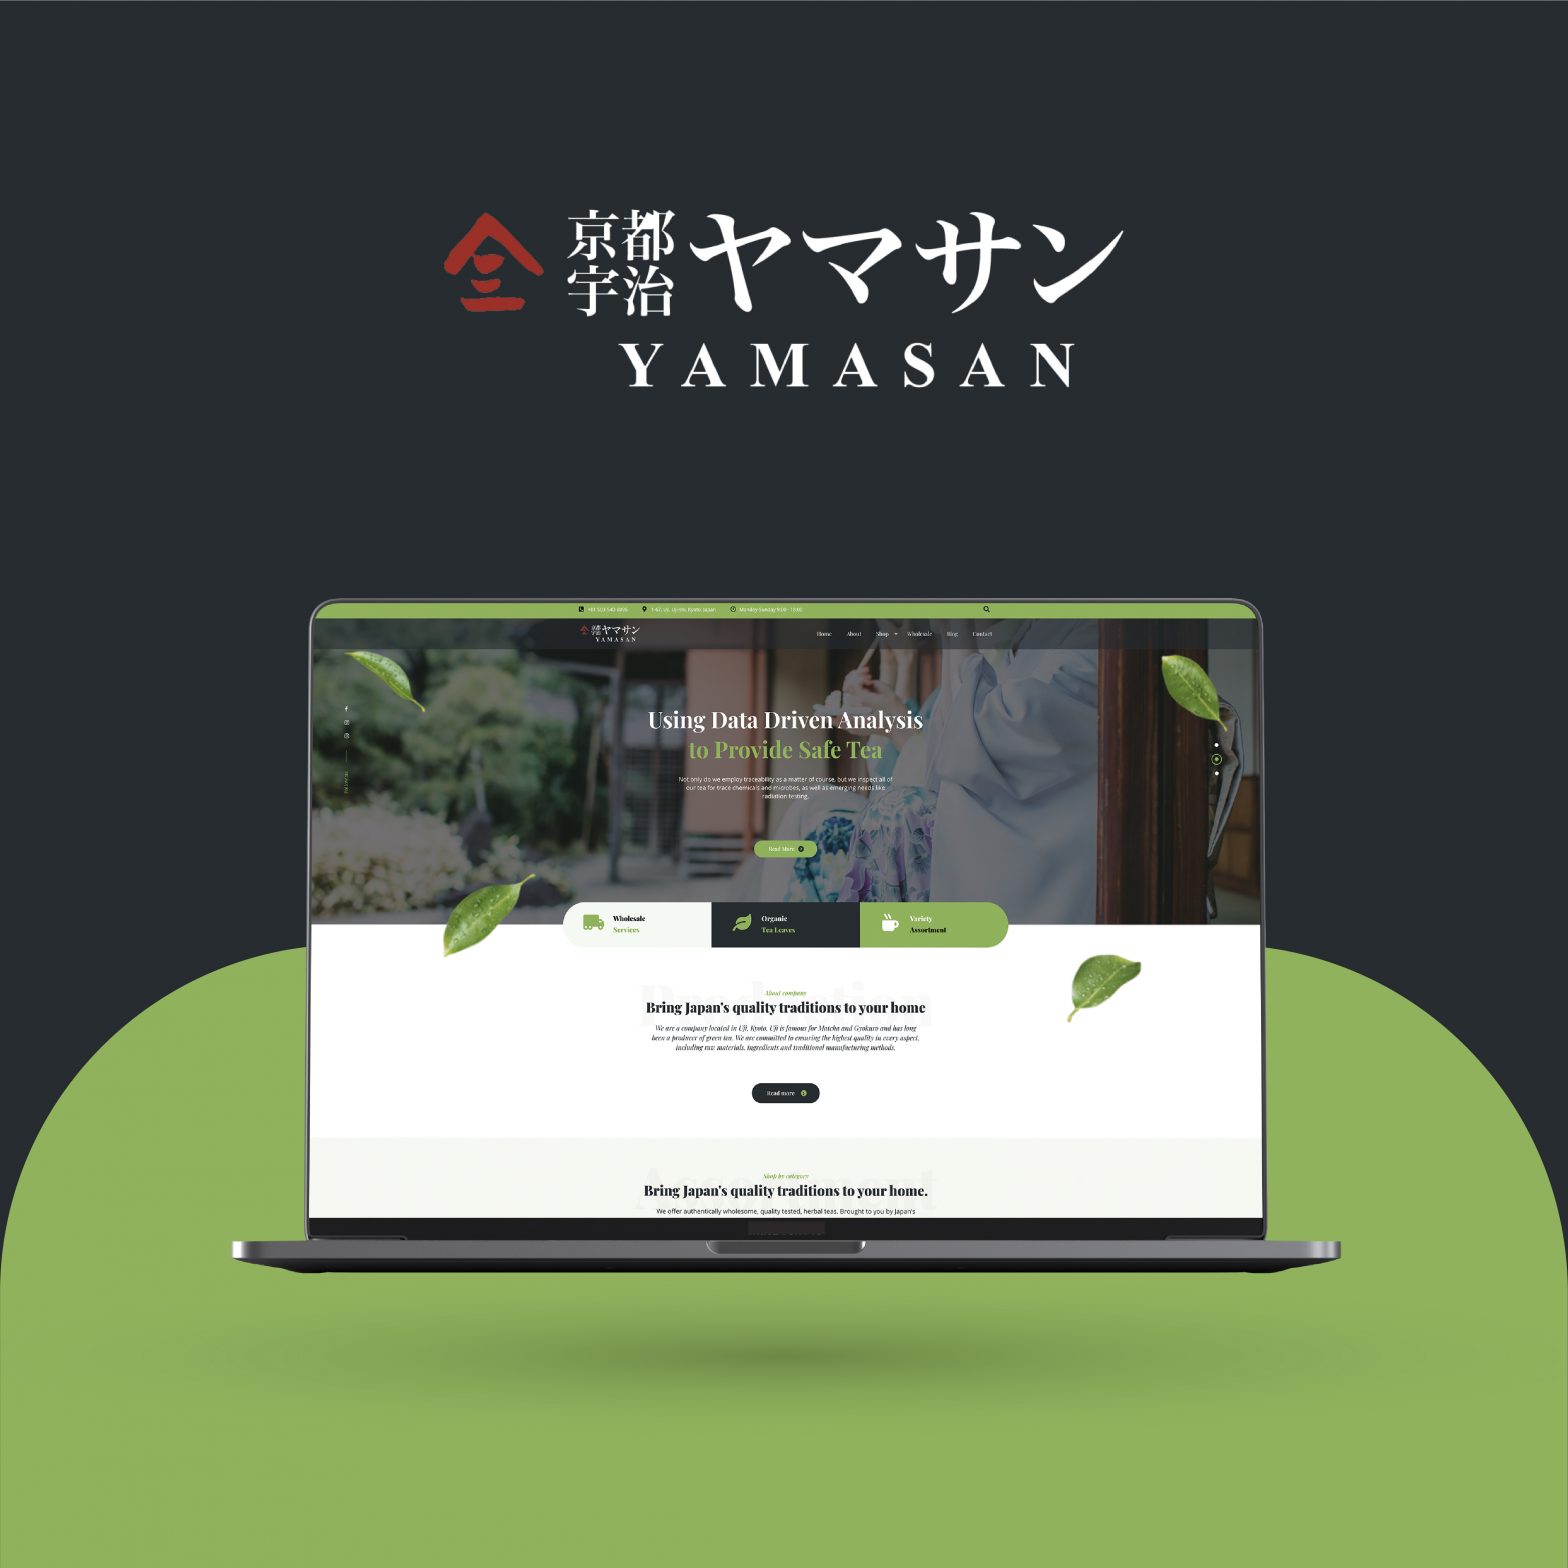 京都
宇治
ヤマサン
YAMASAN
Monday-Sunday 9:00 - 18:00
京都
宇治
ヤマサン
YAMASAN
Home About Shop Wholesale Blog Contact
Using Data Driven Analysis
to Provide Safe Tea
Not only do we employ traceability as a matter of course, but we inspect all of
our tea for trace chemicals and microbes, as well as emerging needs like
radiation testing.
Read More
Wholesale
Services
Organic
Tea Leaves
Variety
Assortment
About company
Bring Japan's quality traditions to your home
We are a company located in Uji, Kyoto. Uji is famous for Matcha and Gyokuro and has long
been a producer of green tea. We are committed to ensuring the highest quality in every aspect,
including raw materials, ingredients and traditional manufacturing methods.
Read more
Shop by category
Bring Japan's quality traditions to your home.
We offer authentically wholesome, quality tested, herbal teas. Brought to you by Japan's